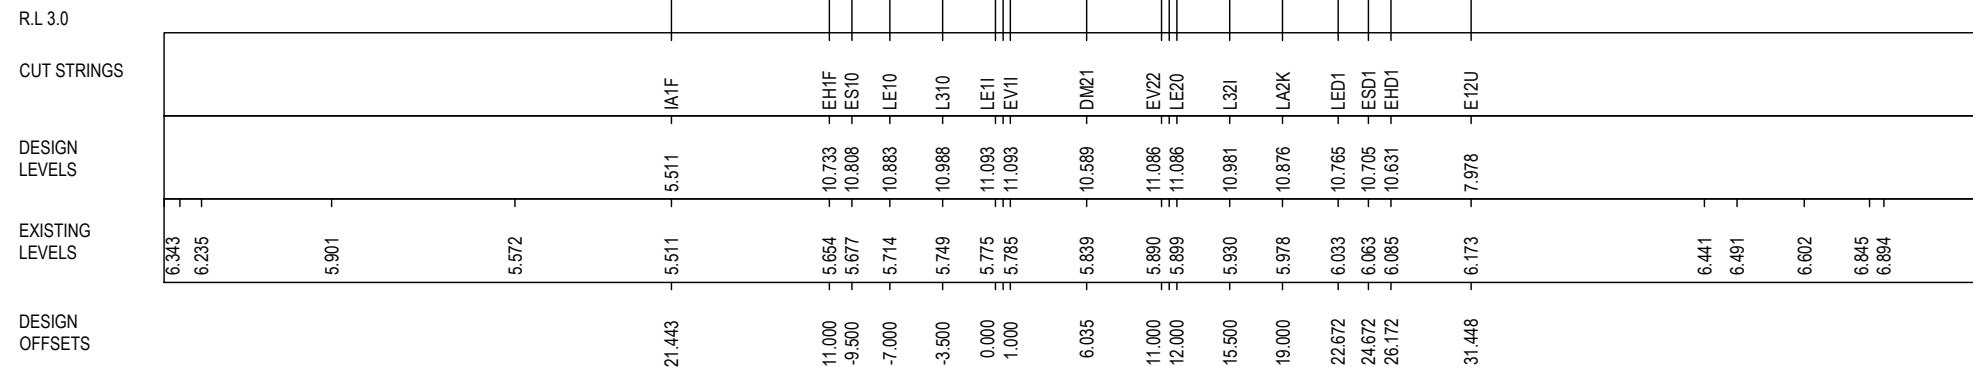 R.L 3.0
CUT STRINGS
IA1F EH1F ES10 LE10 L310 LE1I EV1I DM21 EV22 LE20 L32I LA2K LED1 ESD1 EHD1 E12U
DESIGN
LEVELS
5.511 10.733 10.808 10.883 10.988 11.093 11.093 10.589 11.086 11.086 10.981 10.876 10.765 10.705 10.631 7.978
EXISTING
LEVELS
6.343 6.235 5.901 5.572 5.511 5.654 5.677 5.714 5.749 5.775 5.785 5.839 5.890 5.899 5.930 5.978 6.033 6.063 6.085 6.173 6.441 6.491 6.602 6.845 6.894
DESIGN
OFFSETS
21.443 11.000 -9.500 -7.000 -3.500 0.000 1.000 6.035 11.000 12.000 15.500 19.000 22.672 24.672 26.172 31.448